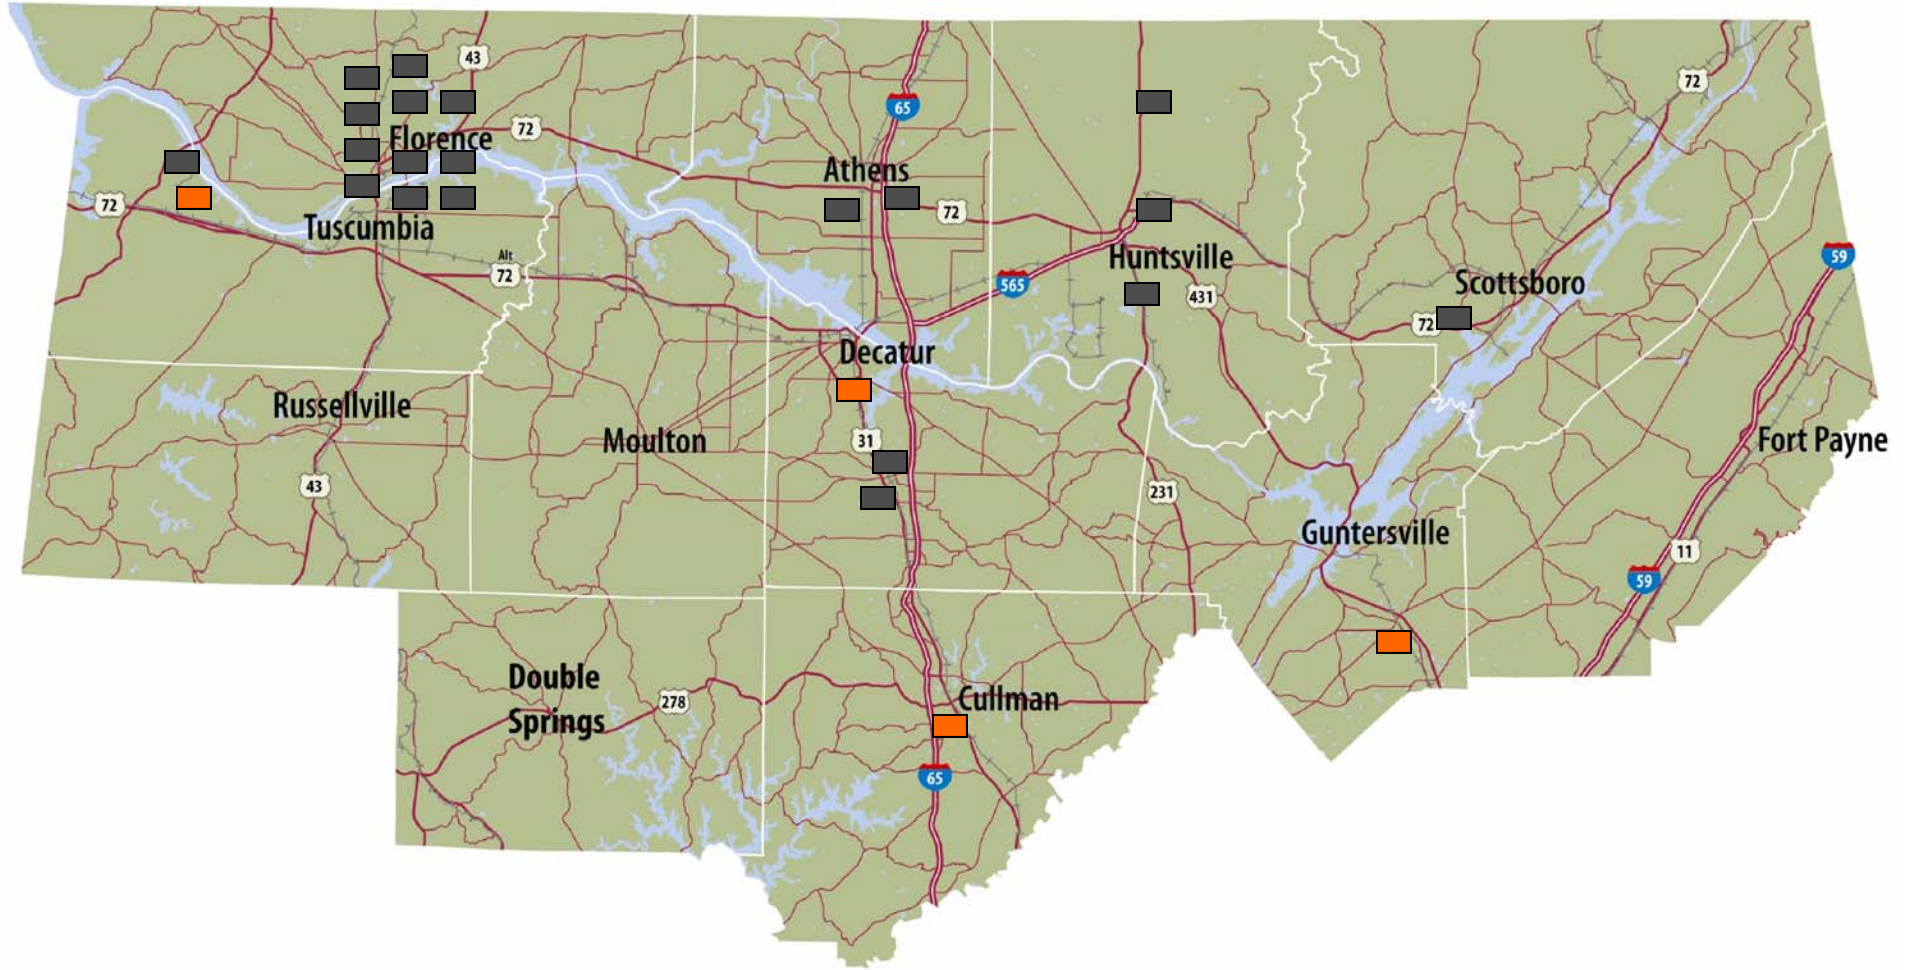 43
72
65
72
Florence
Athens
72
72
Tuscumbia
Alt
72
Huntsville
565
431
Scottsboro
72
59
Decatur
Russellville
Moulton
31
Fort Payne
43
231
Guntersville
11
59
Double
Springs
278
Cullman
65